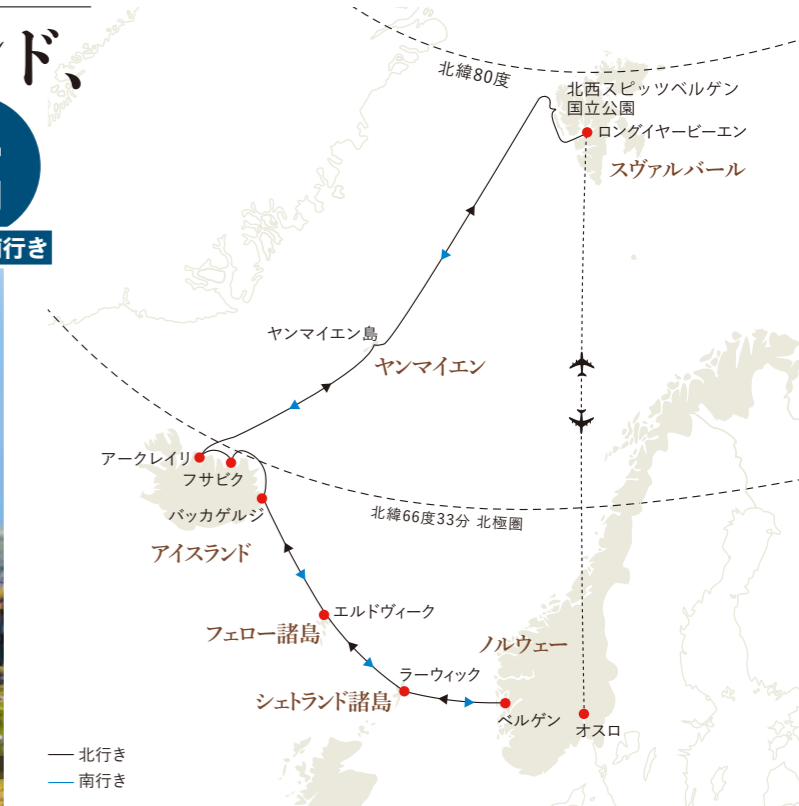 ド、
行き
北緯80度
北西スピッツベルゲン
国立公園
ロングイヤービーエン
スヴァルバール
ヤンマイエン島
ヤンマイエン
アークレイリ
フサビク
バッカゲルジ
北緯66度33分 北極圏
アイスランド
エルドヴィーク
フェロー諸島
ノルウェー
ラーウィック
シェトランド諸島
ベルゲン
オスロ
北行き
南行き